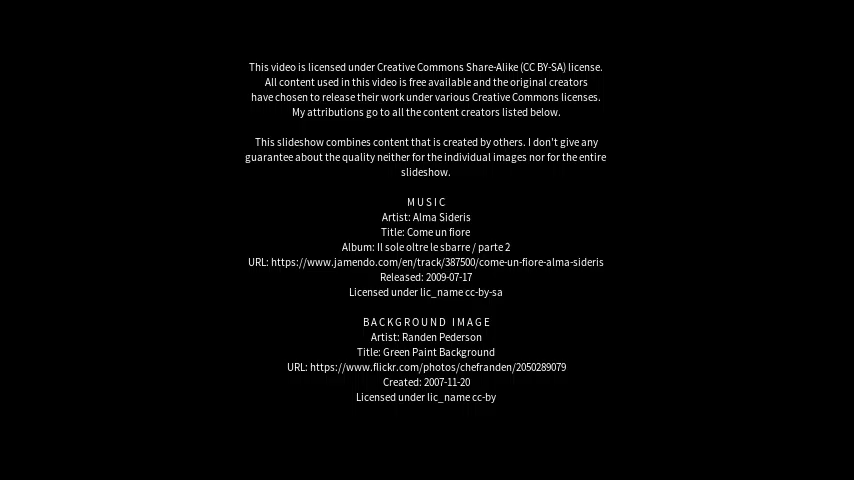 This video is licensed under Creative Commons Share-Alike (CC BY-SA) license.
All content used in this video is free available and the original creators
have chosen to release their work under various Creative Commons licenses.
My attributions go to all the content creators listed below.
This slideshow combines content that is created by others. I don't give any
guarantee about the quality neither for the individual images nor for the entire
slideshow.
MUSIC
Artist: Alma Sideris
Title: Come un fiore
Album: Il sole oltre le sbarre / parte 2
URL: https://www.jamendo.com/en/track/387500/come-un-fiore-alma-sideris
Released: 2009-07-17
Licensed under lic_name cc-by-sa
BACKGROUND IMAGE
Artist: Randen Pederson
Title: Green Paint Background
URL: https://www.flickr.com/photos/chefranden/2050289079
Created: 2007-11-20
Licensed under lic_name cc-by